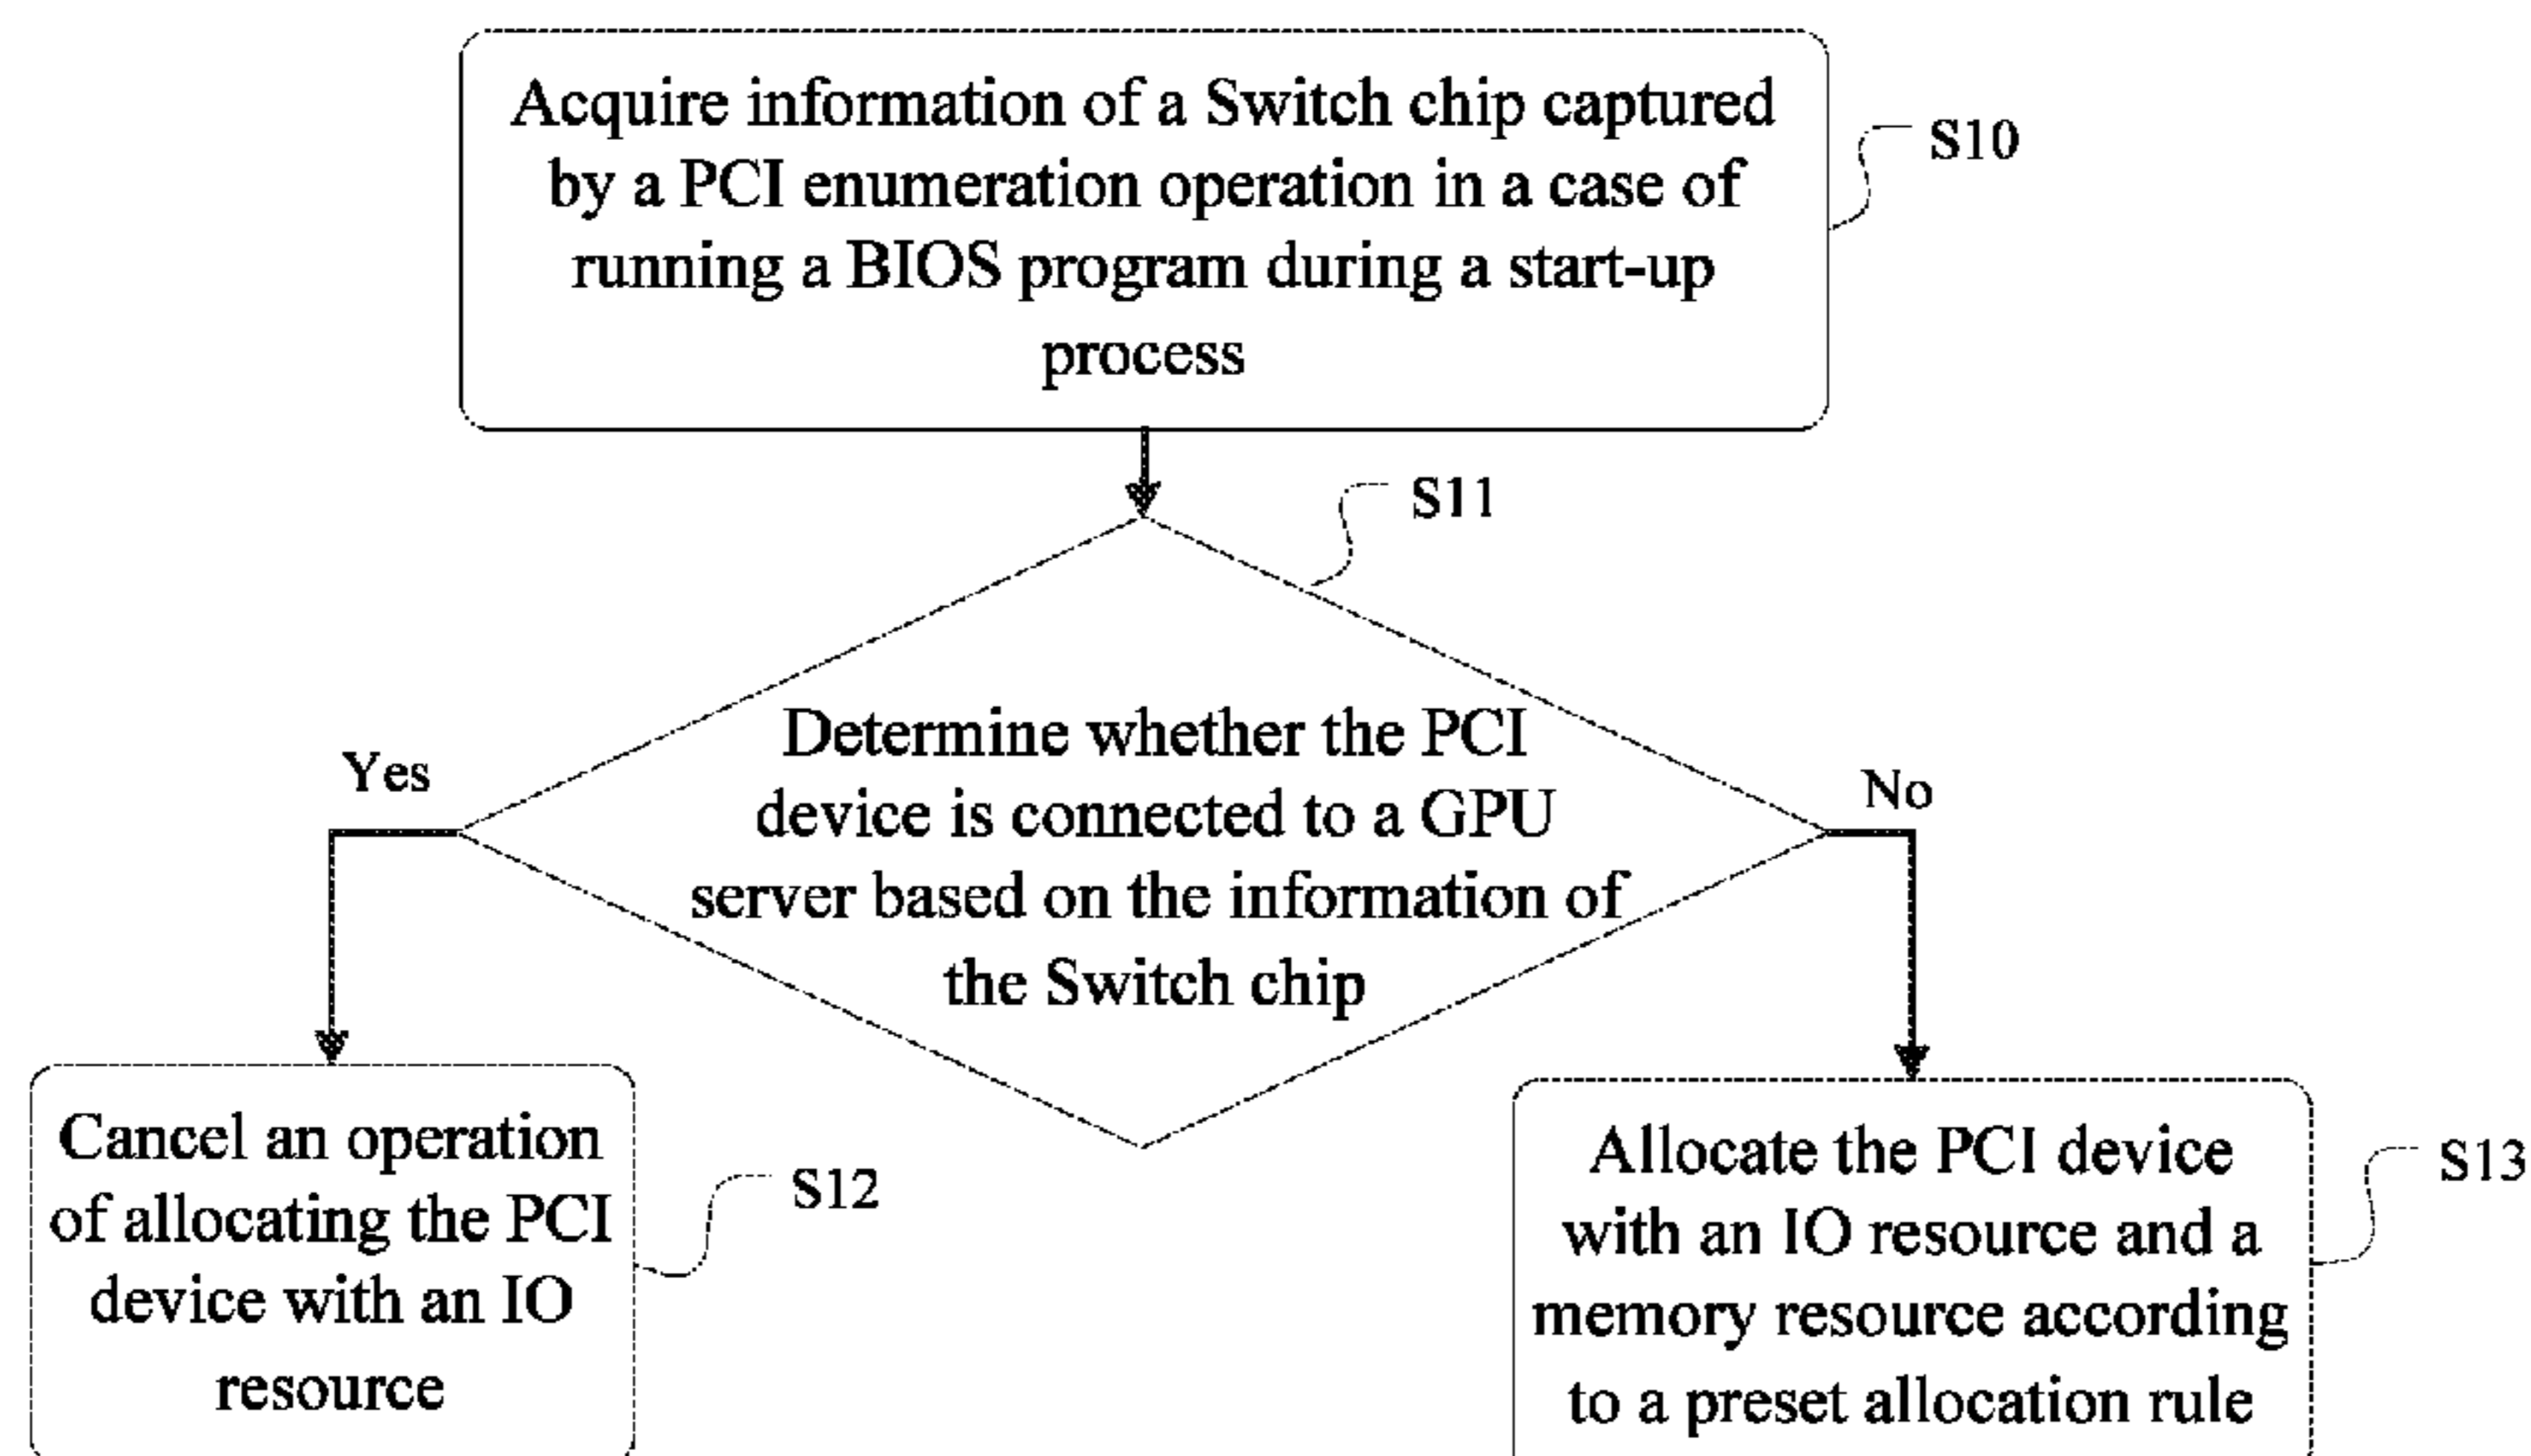 Acquire information of a Switch chip captured
by a PCI enumeration operation in a case of
running a BIOS program during a start-up
process
S10
S11
Determine whether the PCI
device is connected to a GPU
server based on the information of
the Switch chip
Yes
No
Cancel an operation
of allocating the PCI
device with an IO
resource
S12
Allocate the PCI device
with an IO resource and a
memory resource according
to a preset allocation rule
S13